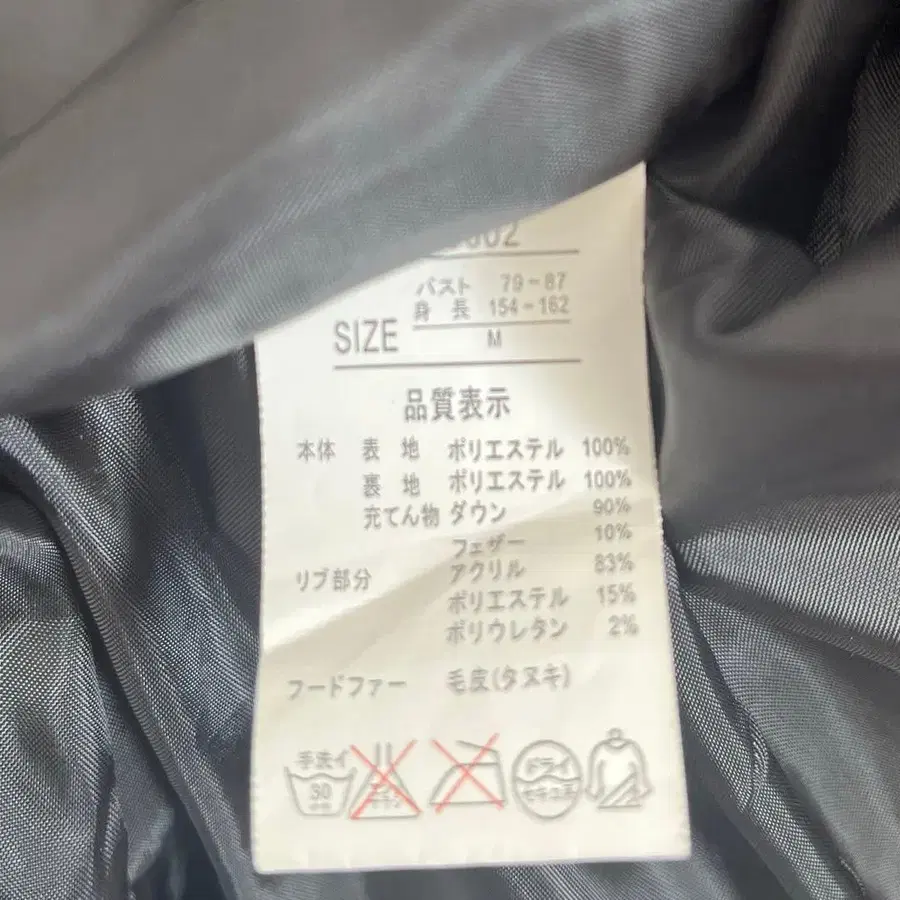 バスト 79-87
身長 154-162
SIZE M
品質表示
本体 表地 ポリエステル 100%
裏地 ポリエステル 100%
充てん物 ダウン 90%
フェザー 10%
リブ部分 アクリル 83%
ポリエステル 15%
ポリウレタン 2%
フードファー 毛皮(タヌキ)
手洗イ 30 ドライ